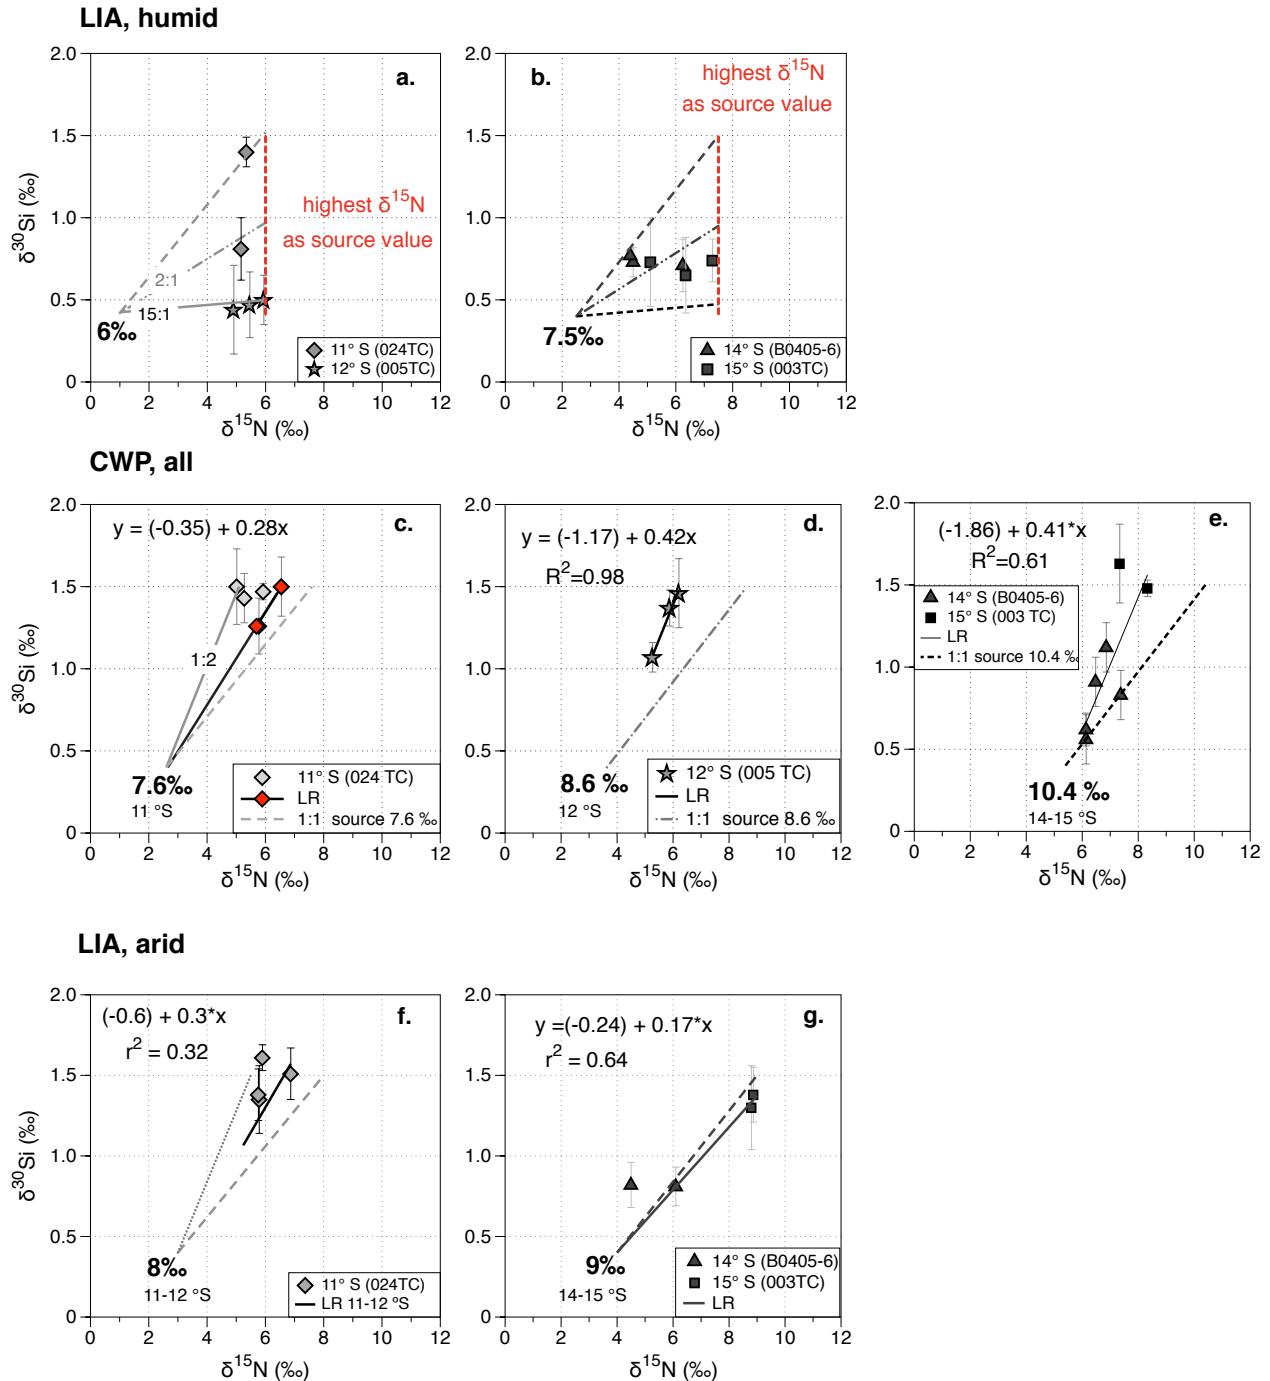 LIA, humid
2.0
1.5
1.0
0.5
0
0 2 4 6 8 10 12
δ30Si (‰)
δ15N (‰)
a.
highest δ15N
as source value
2:1
15:1
6‰
11° S (024TC)
12° S (005TC)
2.0
1.5
1.0
0.5
0
0 2 4 6 8 10 12
δ15N (‰)
b.
highest δ15N
as source value
7.5‰
14° S (B0405-6)
15° S (003TC)
CWP, all
2.0
1.5
1.0
0.5
0
0 2 4 6 8 10 12
δ30Si (‰)
δ15N (‰)
y = (-0.35) + 0.28x
c.
1:2
7.6‰
11 °S
11° S (024 TC)
LR
1:1 source 7.6 ‰
2.0
1.5
1.0
0.5
0
0 2 4 6 8 10 12
δ15N (‰)
d.
y = (-1.17) + 0.42x
R2=0.98
8.6 ‰
12 °S
12° S (005 TC)
LR
1:1 source 8.6 ‰
2.0
1.5
1.0
0.5
0
0 2 4 6 8 10 12
δ15N (‰)
e.
(-1.86) + 0.41*x
R2=0.61
14° S (B0405-6)
15° S (003 TC)
LR
1:1 source 10.4 ‰
10.4 ‰
14-15 °S
LIA, arid
2.0
1.5
1.0
0.5
0
0 2 4 6 8 10 12
δ30Si (‰)
δ15N (‰)
(-0.6) + 0.3*x
r2 = 0.32
f.
8‰
11-12 °S
11° S (024TC)
LR 11-12 °S
2.0
1.5
1.0
0.5
0
0 2 4 6 8 10 12
δ15N (‰)
y =(-0.24) + 0.17*x
r2 = 0.64
g.
9‰
14-15 °S
14° S (B0405-6)
15° S (003TC)
LR